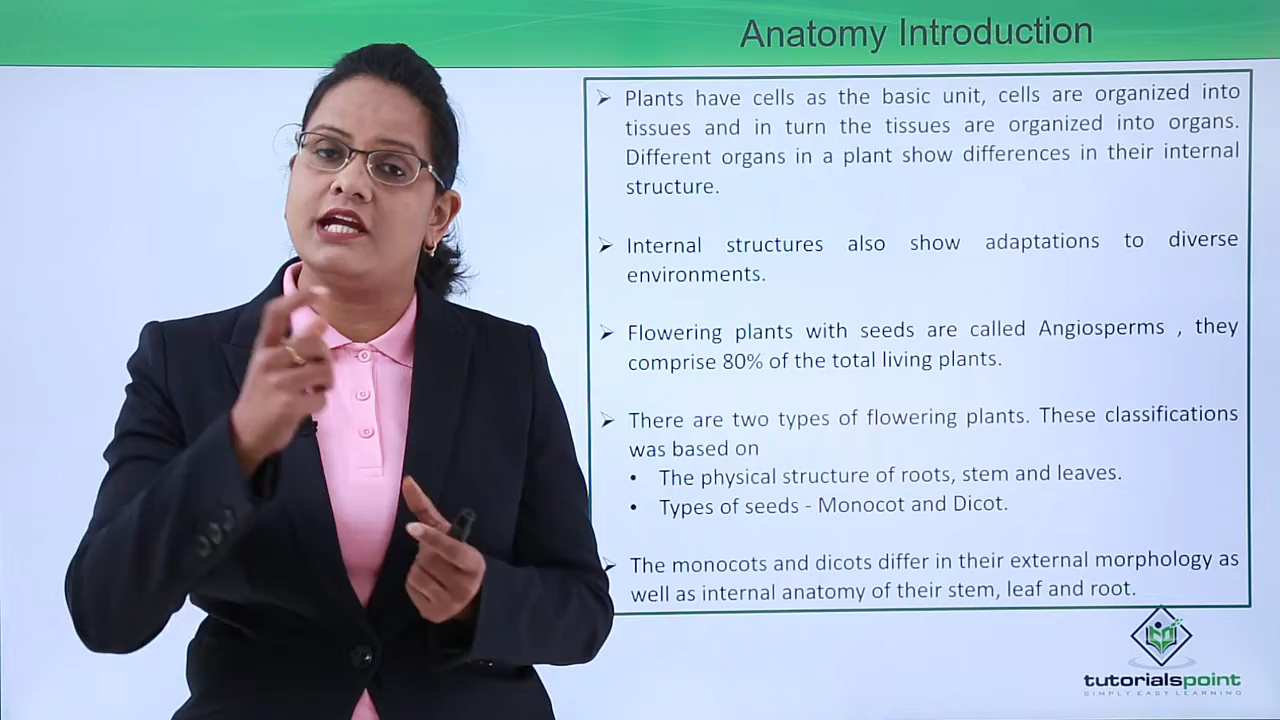 Anatomy Introduction
➢ Plants have cells as the basic unit, cells are organized into
tissues and in turn the tissues are organized into organs.
Different organs in a plant show differences in their internal
structure.
➢ Internal structures also show adaptations to diverse
environments.
➢ Flowering plants with seeds are called Angiosperms , they
comprise 80% of the total living plants.
➢ There are two types of flowering plants. These classifications
was based on
• The physical structure of roots, stem and leaves.
• Types of seeds - Monocot and Dicot.
➢ The monocots and dicots differ in their external morphology as
well as internal anatomy of their stem, leaf and root.
tutorialspoint
SIMPLY EASY LEARNING